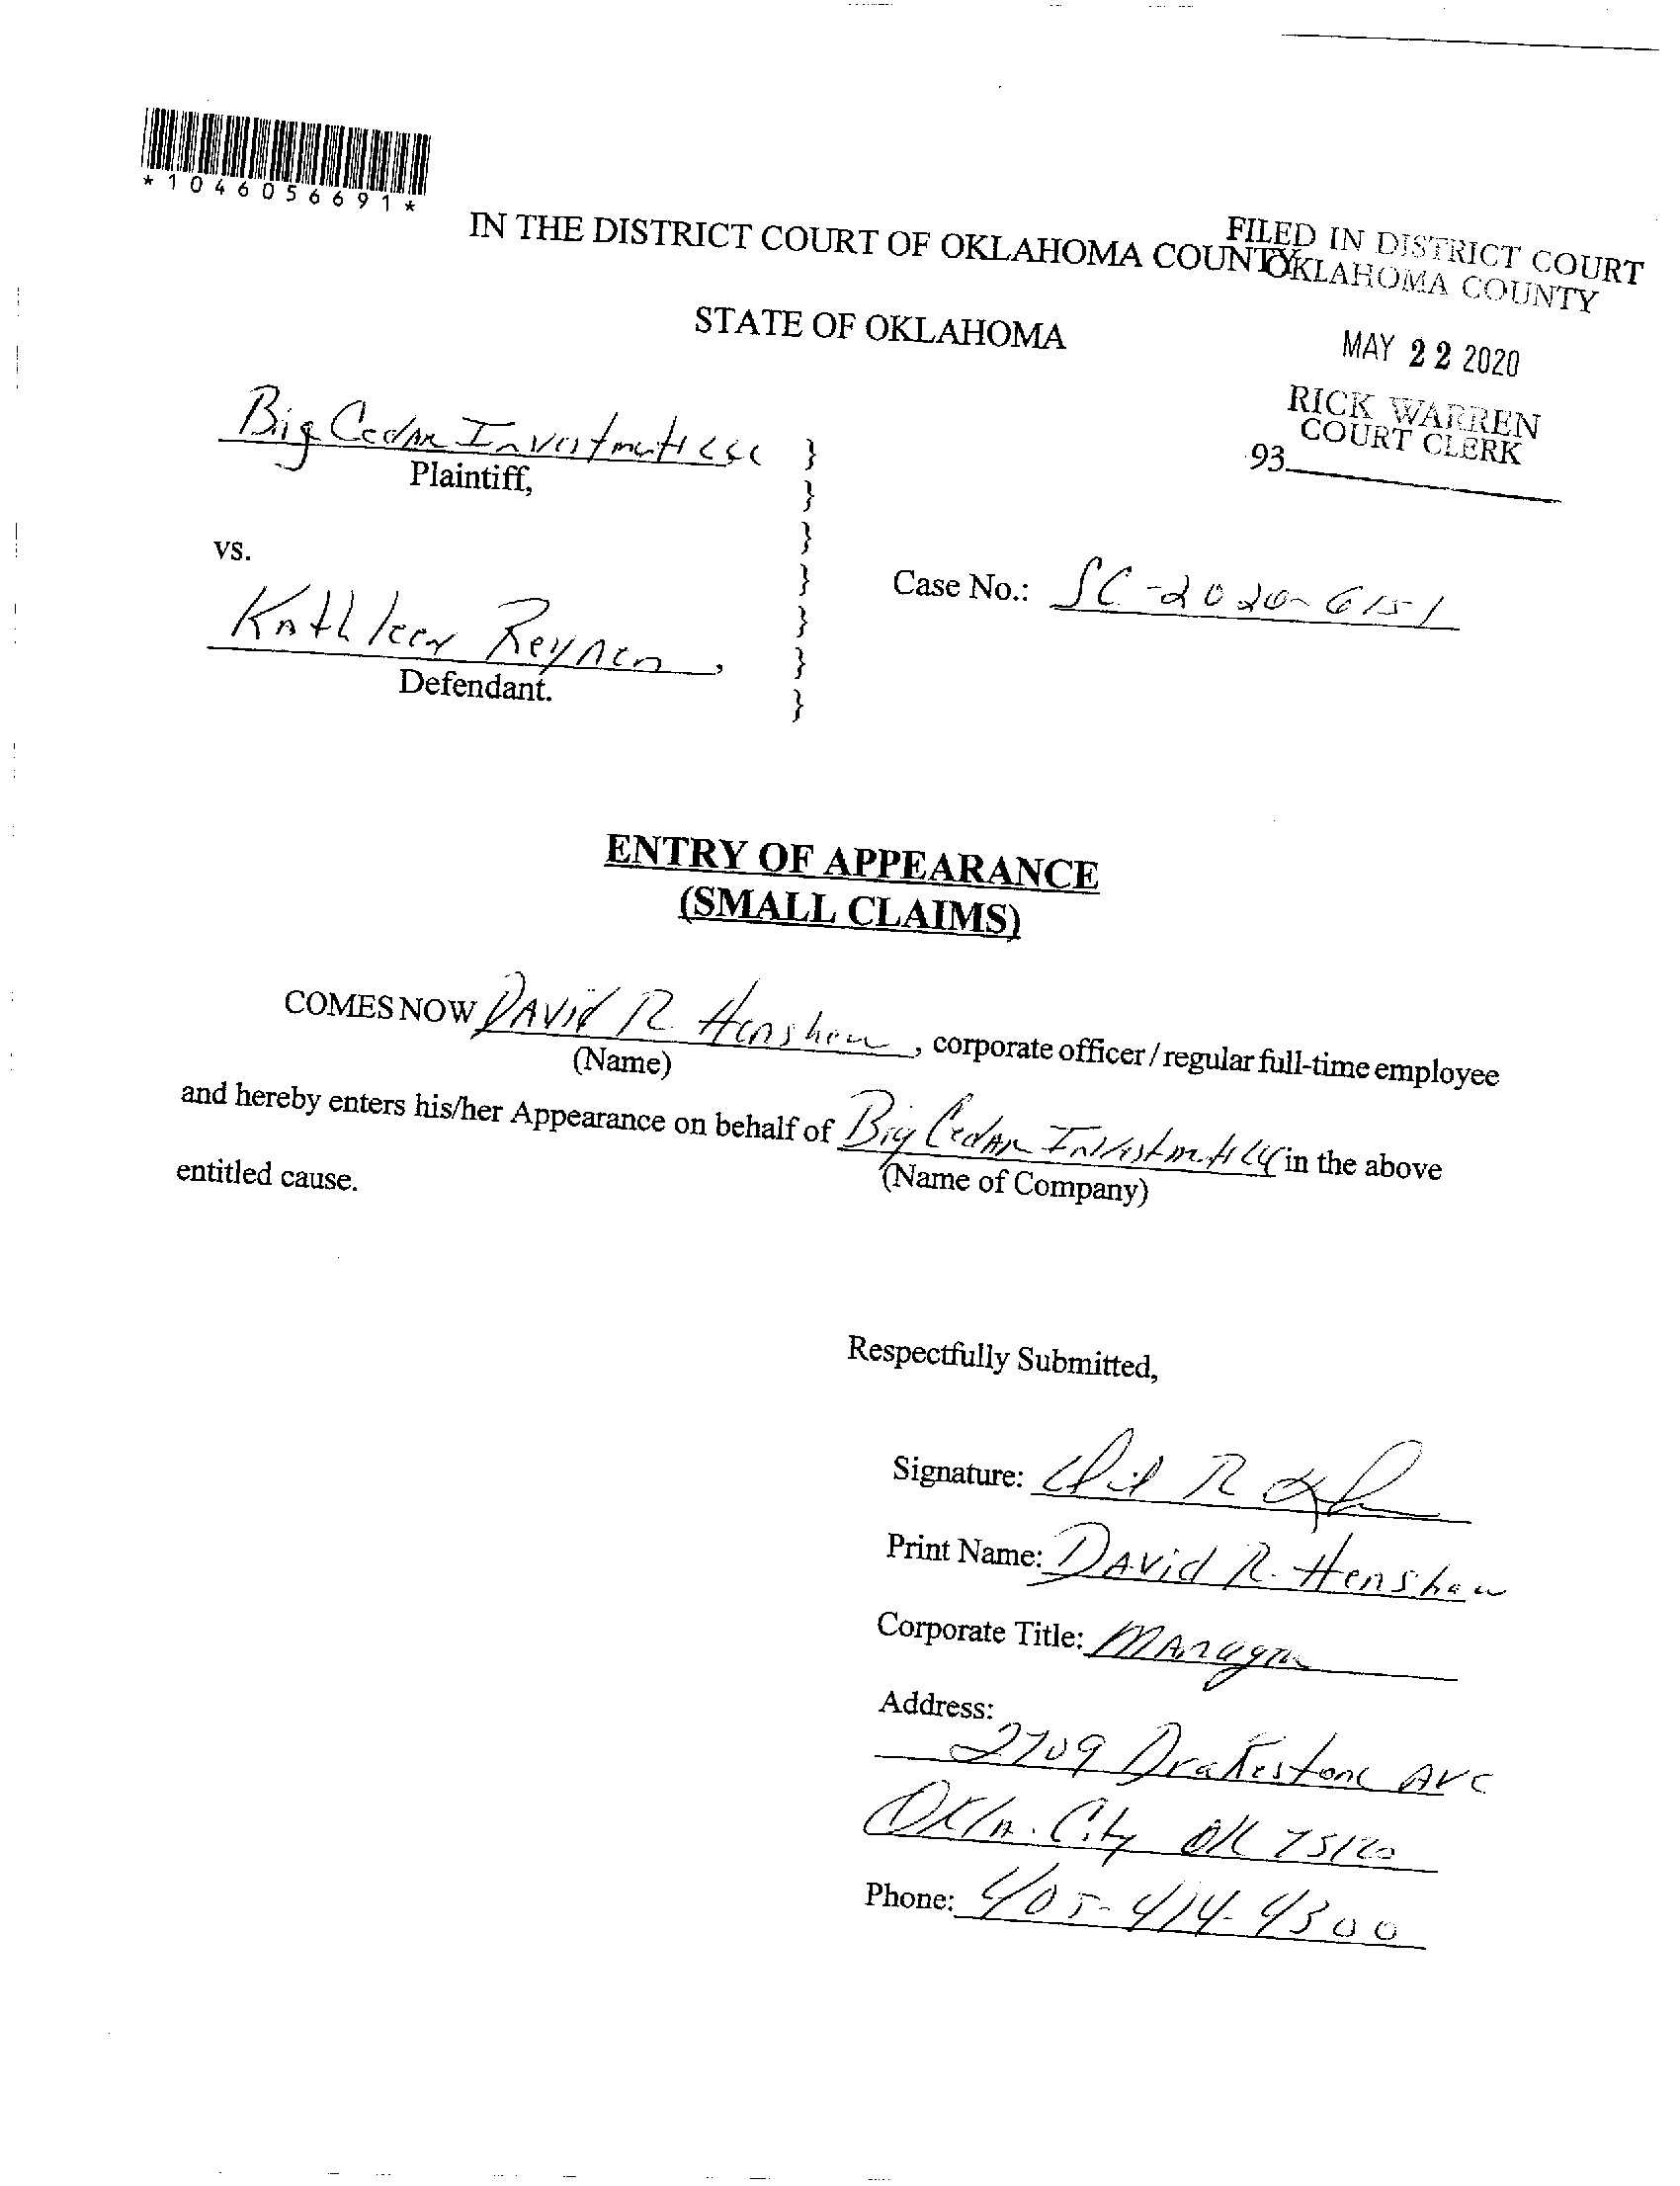 *1046056691*
IN THE DISTRICT COURT OF OKLAHOMA COUNTY
FILED IN DISTRICT COURT
OKLAHOMA COUNTY
STATE OF OKLAHOMA
MAY 22 2020
RICK WARREN
COURT CLERK
93
Big Cedar Investment LLC }
Plaintiff, }
vs. }
} Case No.: SC-2020-6151
Kathleen Reynen, }
Defendant. }
}
ENTRY OF APPEARANCE
(SMALL CLAIMS)
COMES NOW David R Henshaw, corporate officer / regular full-time employee
(Name)
and hereby enters his/her Appearance on behalf of Big Cedar Investment LLC in the above
entitled cause. (Name of Company)
Respectfully Submitted,
Signature:
Print Name: David R. Henshaw
Corporate Title: Manager
Address:
2709 Drakestone Ave
Okla. City OK 73120
Phone: 405-414-4300